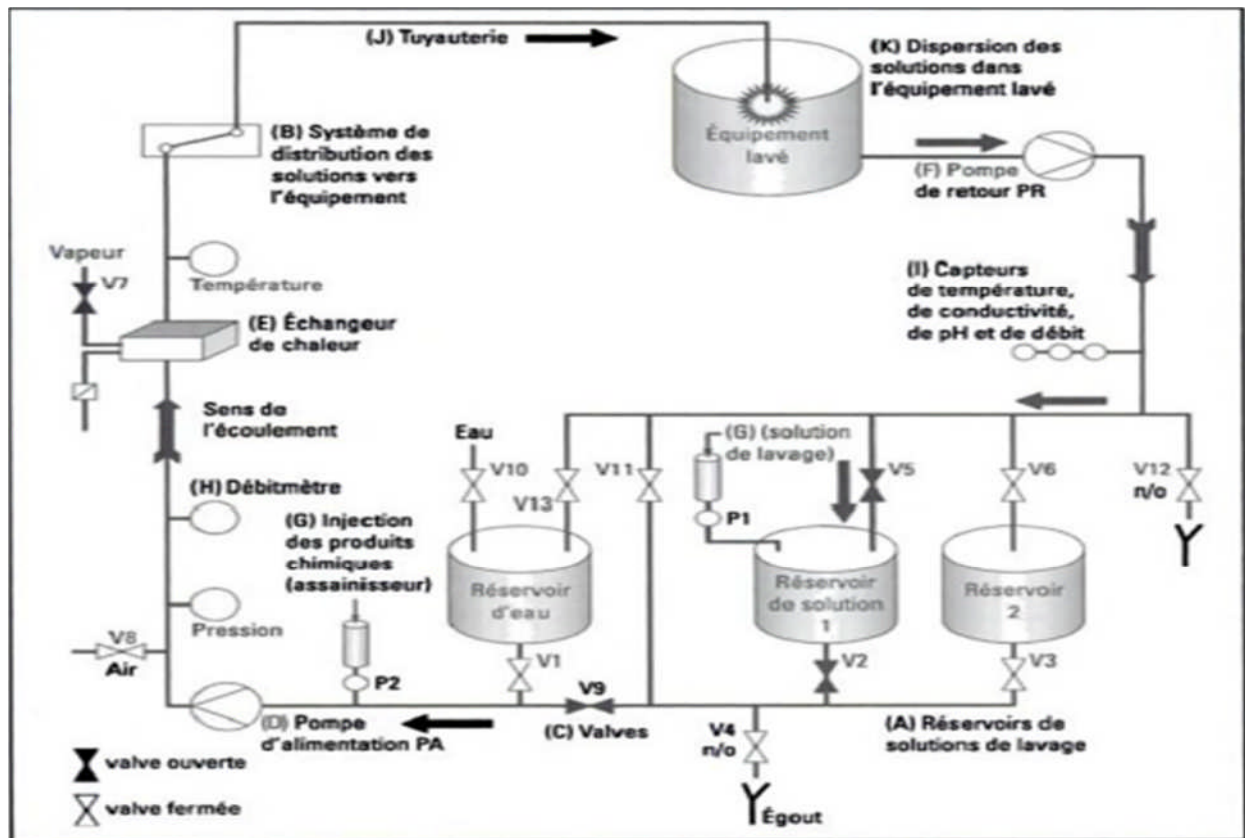 (J) Tuyauterie
(K) Dispersion des
solutions dans
l'équipement lavé
Équipement
lavé
(B) Système de
distribution des
solutions vers
l'équipement
(F) Pompe
de retour PR
Vapeur
V7
Température
(I) Capteurs
de température,
de conductivité,
de pH et de débit
(E) Échangeur
de chaleur
Sens de
l'écoulement
Eau
V10
V13
V11
(G) (solution
de lavage)
V5
V6
V12
n/o
(H) Débitmètre
P1
(G) Injection
des produits
chimiques
(assainisseur)
Réservoir
d'eau
Réservoir
de solution
1
Réservoir
2
Pression
V8
Air
P2
V1
V9
V2
V3
(D) Pompe
d'alimentation PA
(C) Valves
V4
n/o
(A) Réservoirs de
solutions de lavage
valve ouverte
valve fermée
Égout